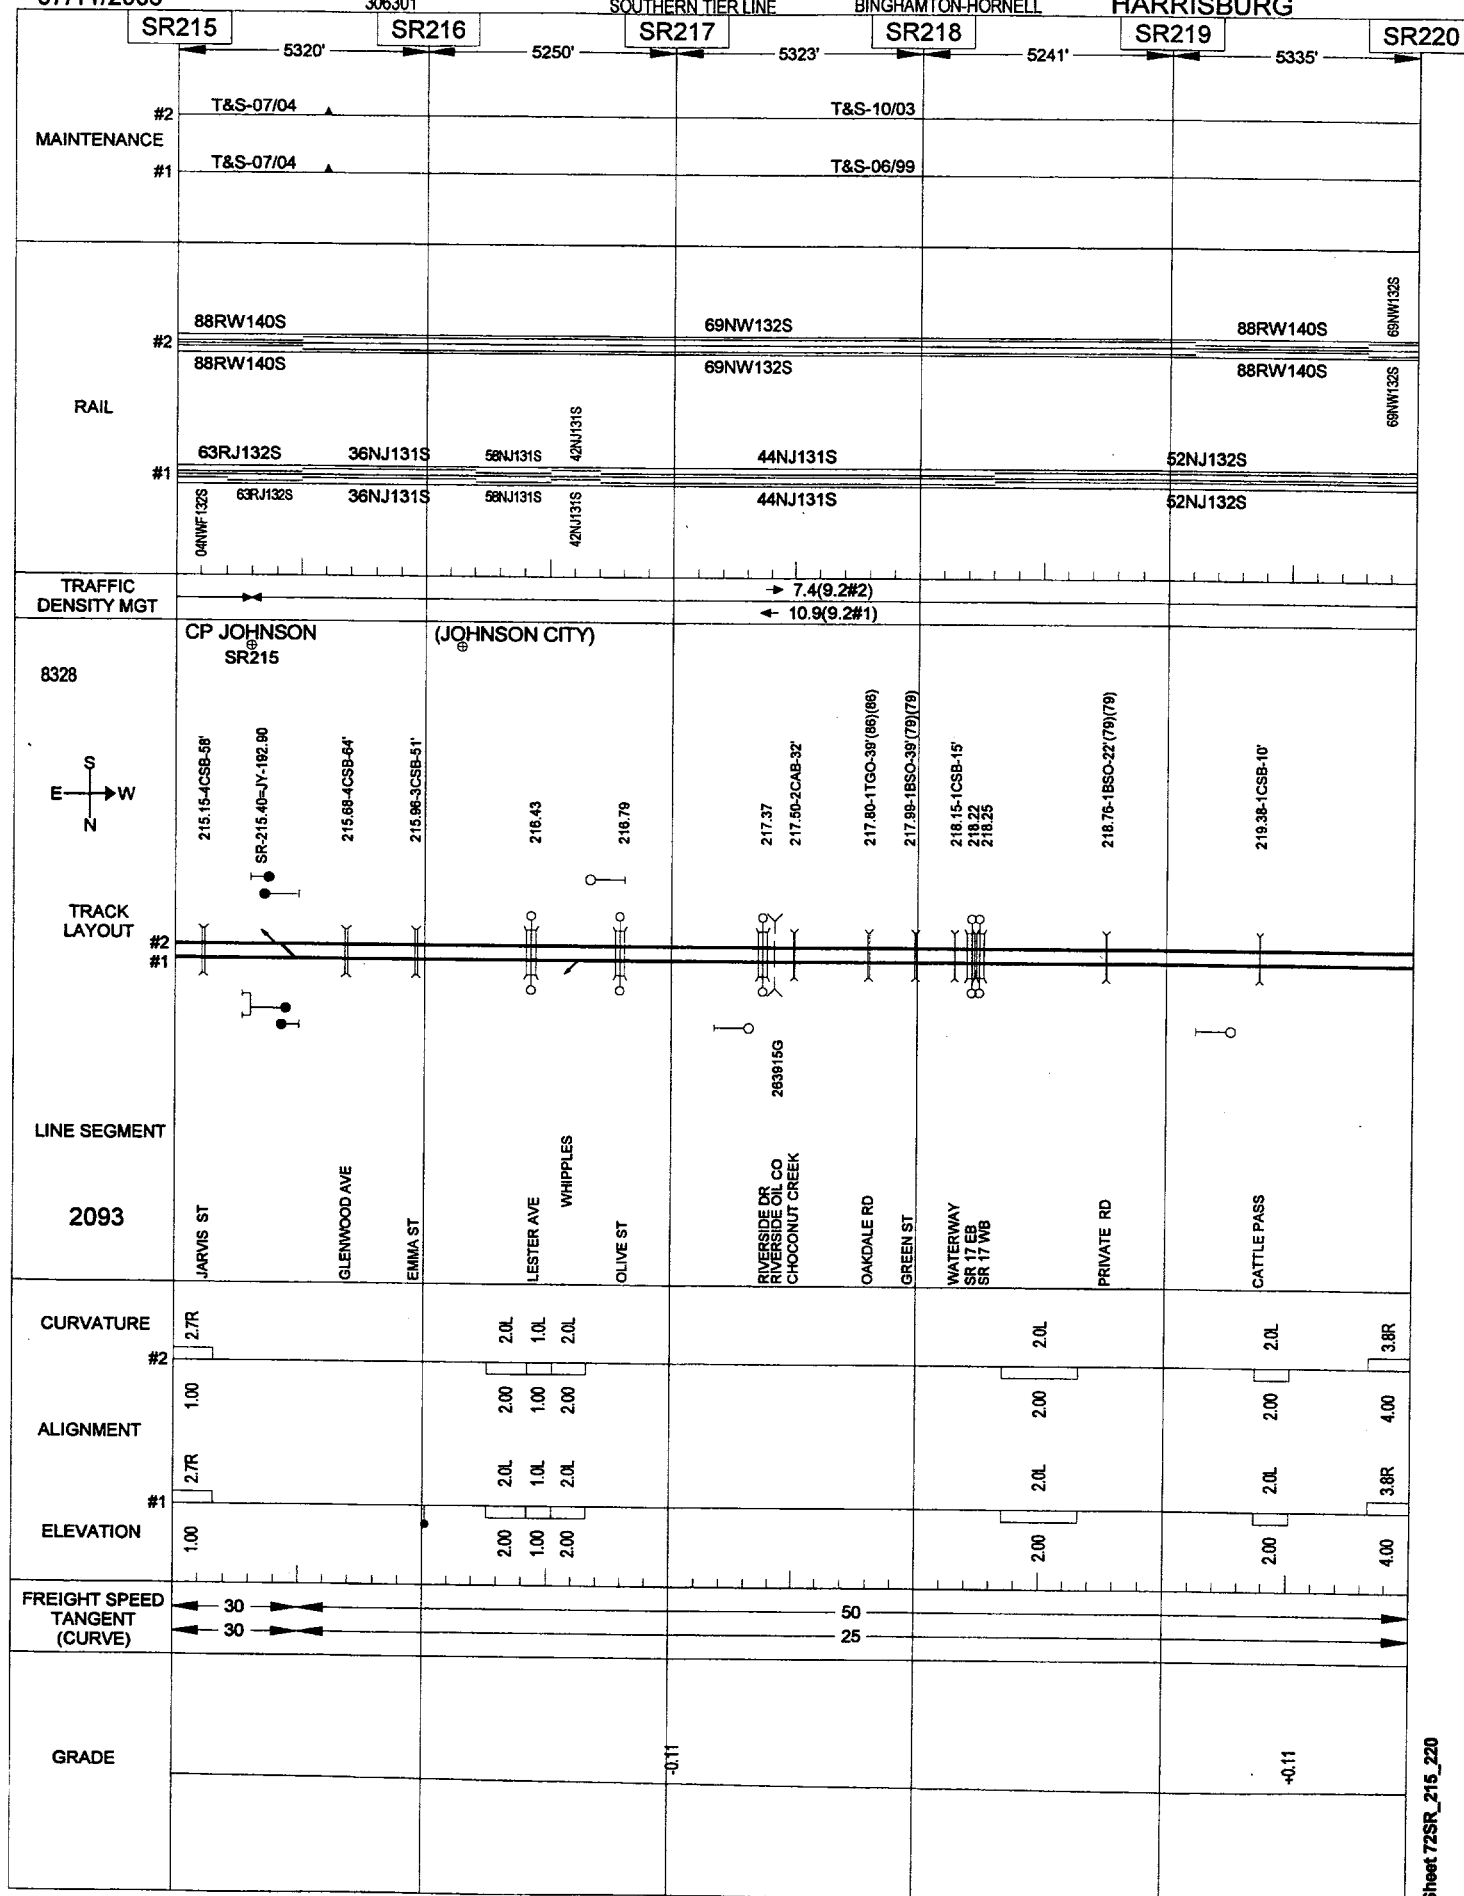 306301 SOUTHERN TIER LINE BINGHAMTON-HORNELL HARRISBURG
SR215 SR216 SR217 SR218 SR219 SR220
5320' 5250' 5323' 5241' 5335'
#2 T&S-07/04 T&S-10/03
MAINTENANCE
#1 T&S-07/04 T&S-06/99
69NW132S
88RW140S 69NW132S 88RW140S
#2
88RW140S 69NW132S 88RW140S
69NW132S
RAIL
42NJ131S
63RJ132S 36NJ131S 58NJ131S 44NJ131S 52NJ132S
#1
63RJ132S 36NJ131S 58NJ131S 44NJ131S 52NJ132S
04NWF132S 42NJ131S
TRAFFIC
DENSITY MGT
7.4(9.2#2)
10.9(9.2#1)
CP JOHNSON (JOHNSON CITY)
SR215
8328
S
E W
N
215.15-4CSB-58'
SR-215.40=JY-192.90
215.68-4CSB-64'
215.96-3CSB-51'
216.43
216.79
217.37
217.50-2CAB-32'
217.80-1TGO-39'(86)(86)
217.99-1BSO-39'(79)(79)
218.15-1CSB-15'
218.22
218.25
218.76-1BSO-22'(79)(79)
219.38-1CSB-10'
TRACK
LAYOUT
#2
#1
263915G
LINE SEGMENT
2093
JARVIS ST
GLENWOOD AVE
EMMA ST
LESTER AVE
WHIPPLES
OLIVE ST
RIVERSIDE DR
RIVERSIDE OIL CO
CHOCONUT CREEK
OAKDALE RD
GREEN ST
WATERWAY
SR 17 EB
SR 17 WB
PRIVATE RD
CATTLE PASS
CURVATURE
2.7R 2.0L 1.0L 2.0L 2.0L 2.0L 3.8R
#2
1.00 2.00 1.00 2.00 2.00 2.00 4.00
ALIGNMENT
2.7R 2.0L 1.0L 2.0L 2.0L 2.0L 3.8R
#1
ELEVATION
1.00 2.00 1.00 2.00 2.00 2.00 4.00
FREIGHT SPEED
TANGENT
(CURVE)
30 50
30 25
GRADE
-0.11 +0.11
Sheet 72SR_215_220